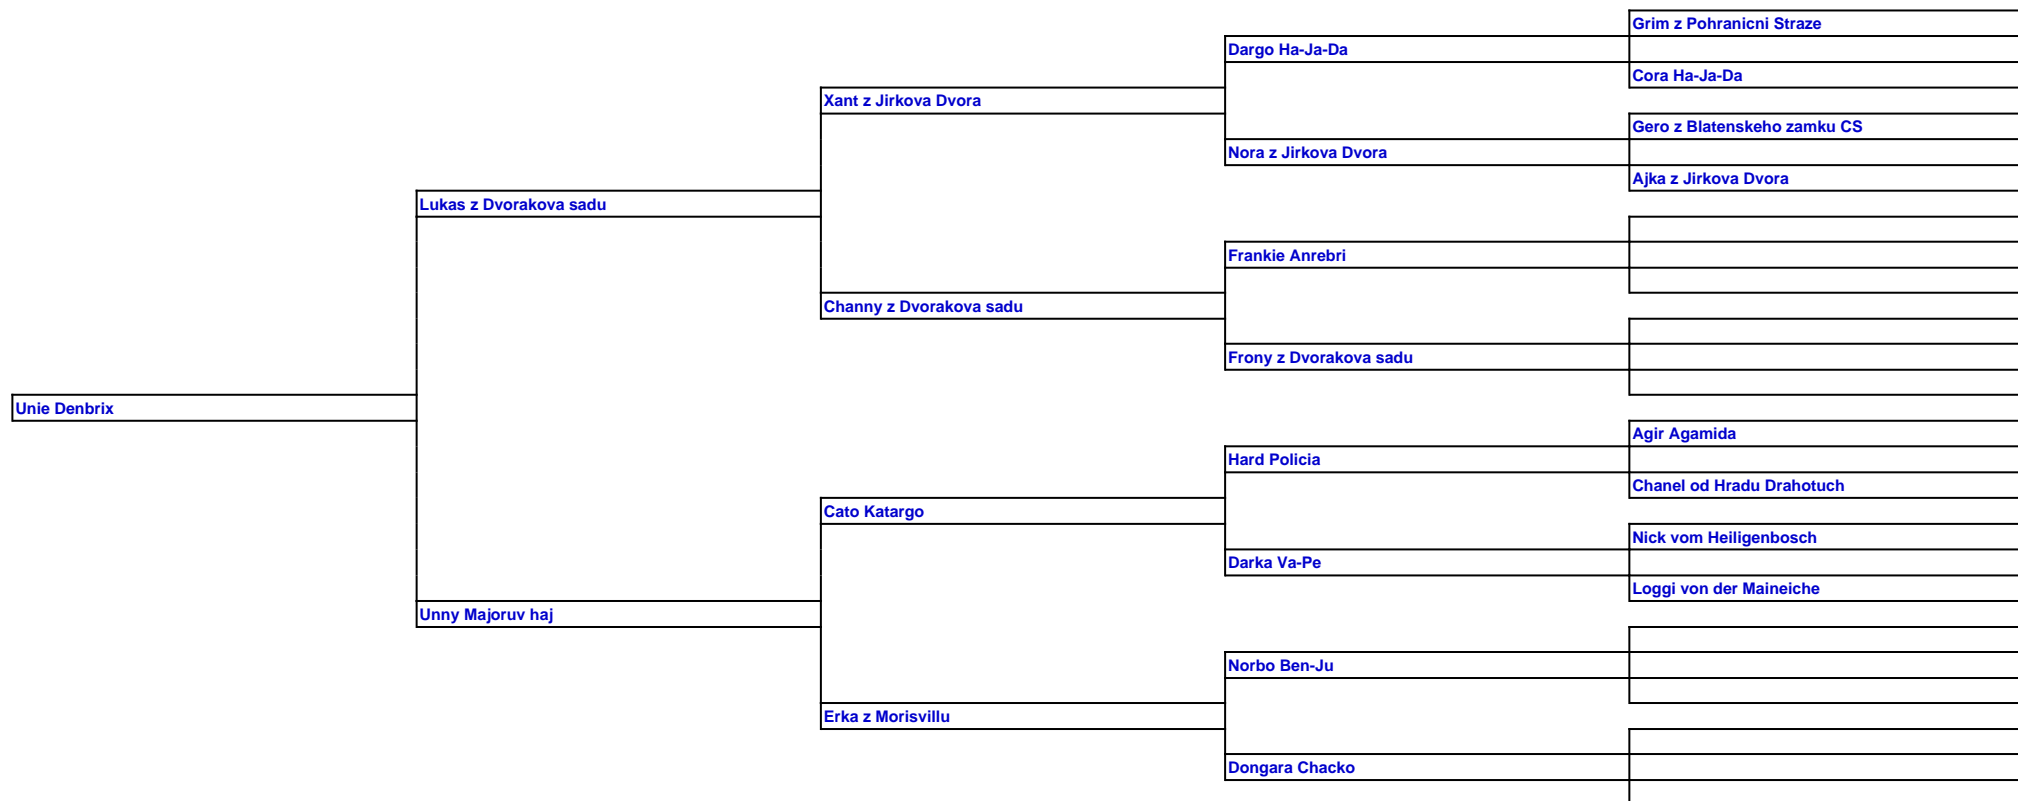 Grim z Pohranicni Straze
Dargo Ha-Ja-Da
Cora Ha-Ja-Da
Xant z Jirkova Dvora
Gero z Blatenskeho zamku CS
Nora z Jirkova Dvora
Ajka z Jirkova Dvora
Lukas z Dvorakova sadu
Frankie Anrebri
Channy z Dvorakova sadu
Frony z Dvorakova sadu
Unie Denbrix
Agir Agamida
Hard Policia
Chanel od Hradu Drahotuch
Cato Katargo
Nick vom Heiligenbosch
Darka Va-Pe
Loggi von der Maineiche
Unny Majoruv haj
Norbo Ben-Ju
Erka z Morisvillu
Dongara Chacko